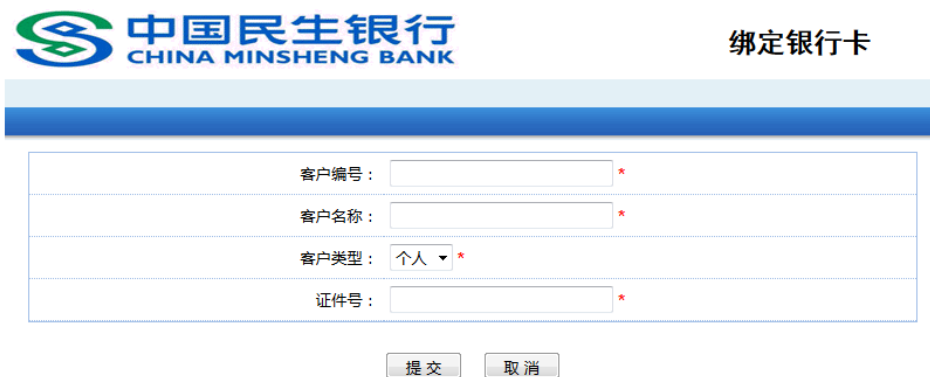 中国民生银行
CHINA MINSHENG BANK
绑定银行卡
客户编号： *
客户名称： *
客户类型： 个人 *
证件号： *
提交 取消